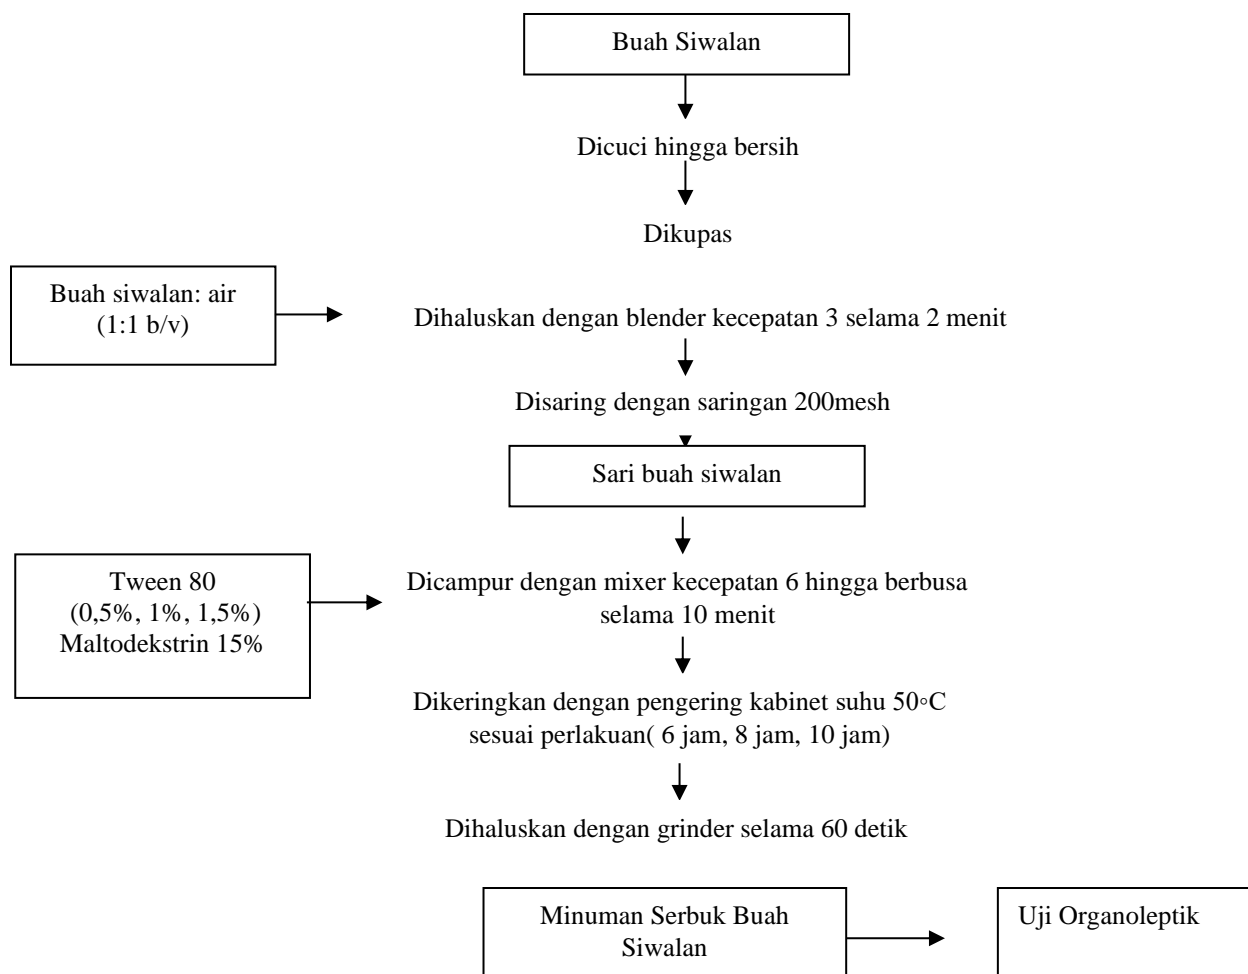 Buah Siwalan
Dicuci hingga bersih
Dikupas
Buah siwalan: air
(1:1 b/v)
Dihaluskan dengan blender kecepatan 3 selama 2 menit
Disaring dengan saringan 200mesh
Sari buah siwalan
Tween 80
(0,5%, 1%, 1,5%)
Maltodekstrin 15%
Dicampur dengan mixer kecepatan 6 hingga berbusa
selama 10 menit
Dikeringkan dengan pengering kabinet suhu 50◦C
sesuai perlakuan( 6 jam, 8 jam, 10 jam)
Dihaluskan dengan grinder selama 60 detik
Minuman Serbuk Buah
Siwalan
Uji Organoleptik